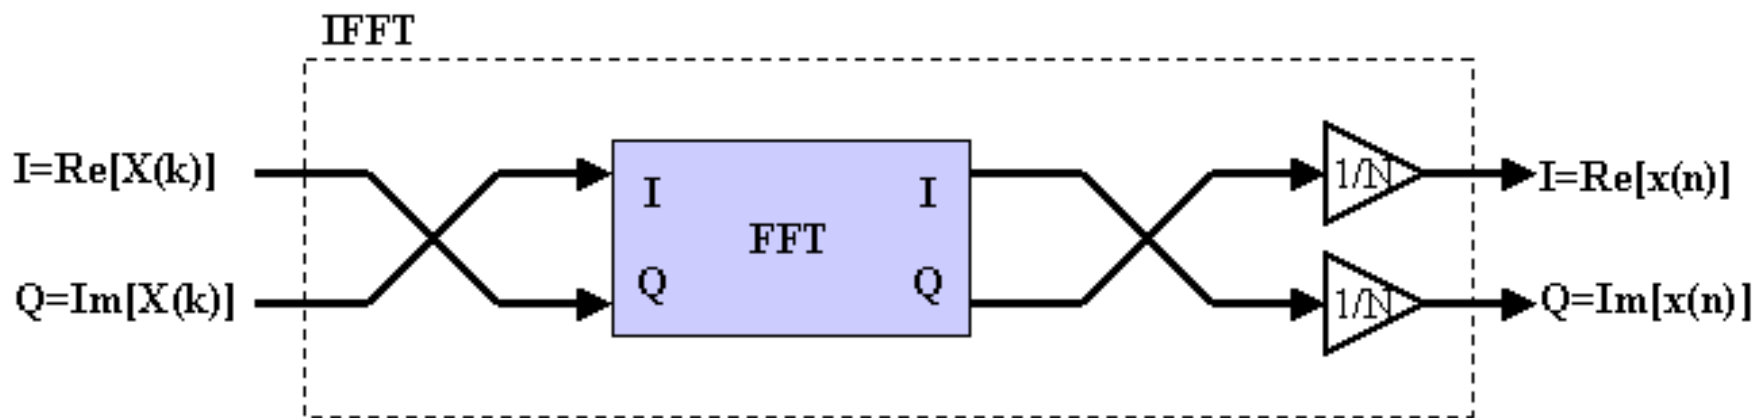 IFFT
I=Re[X(k)]
I
I
1/N
I=Re[x(n)]
FFT
Q=Im[X(k)]
Q
Q
1/N
Q=Im[x(n)]